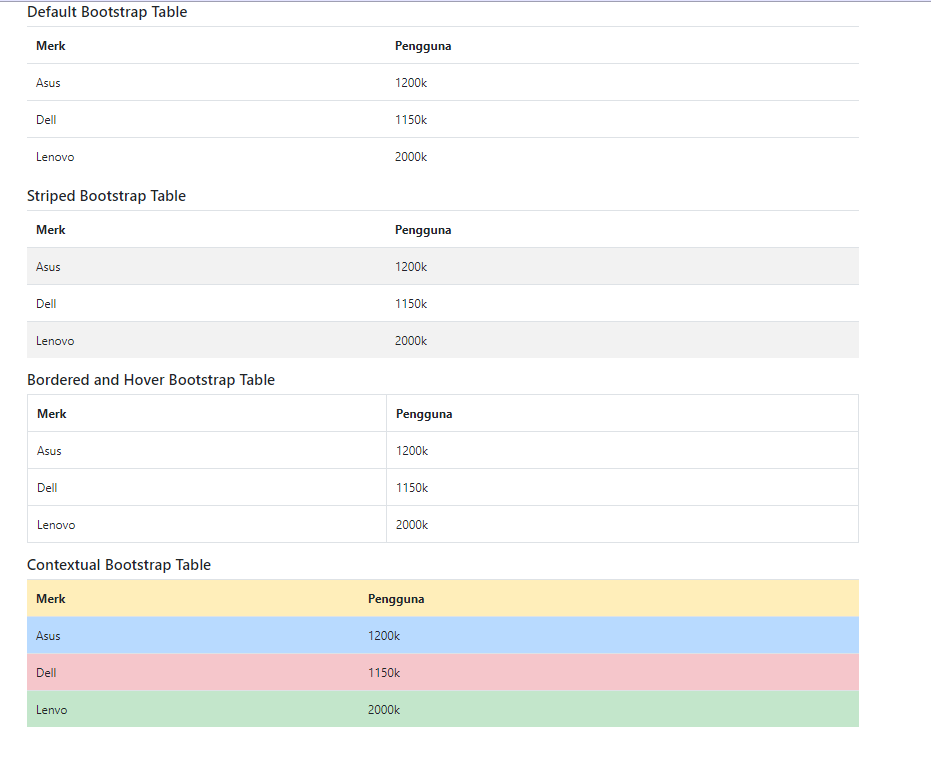 Default Bootstrap Table
Merk Pengguna
Asus 1200k
Dell 1150k
Lenovo 2000k
Striped Bootstrap Table
Merk Pengguna
Asus 1200k
Dell 1150k
Lenovo 2000k
Bordered and Hover Bootstrap Table
Merk Pengguna
Asus 1200k
Dell 1150k
Lenovo 2000k
Contextual Bootstrap Table
Merk Pengguna
Asus 1200k
Dell 1150k
Lenvo 2000k